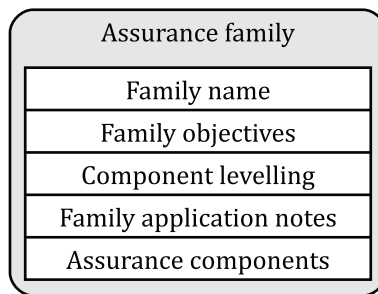 Assurance family
Family name
Family objectives
Component levelling
Family application notes
Assurance components